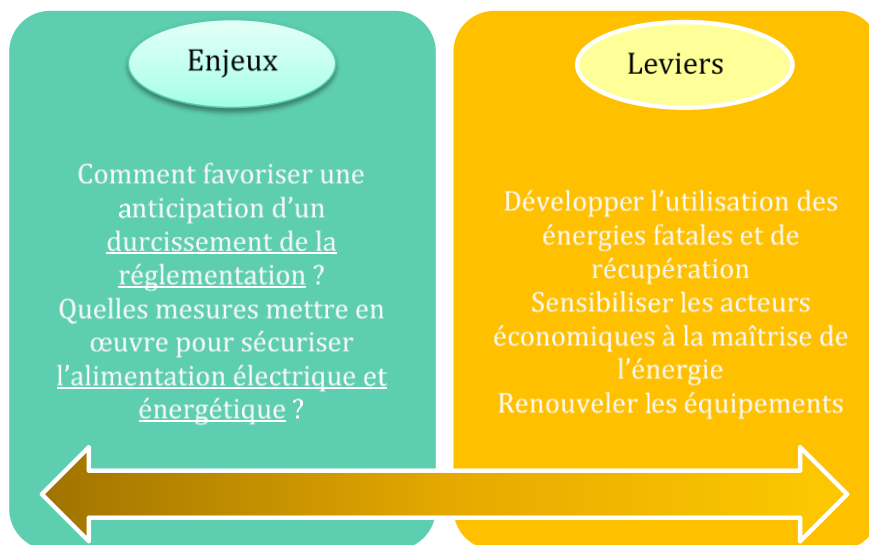 Enjeux
Comment favoriser une
anticipation d’un
durcissement de la
réglementation ?
Quelles mesures mettre en
œuvre pour sécuriser
l’alimentation électrique et
énergétique ?
Leviers
Développer l’utilisation des
énergies fatales et de
récupération
Sensibiliser les acteurs
économiques à la maîtrise de
l’énergie
Renouveler les équipements